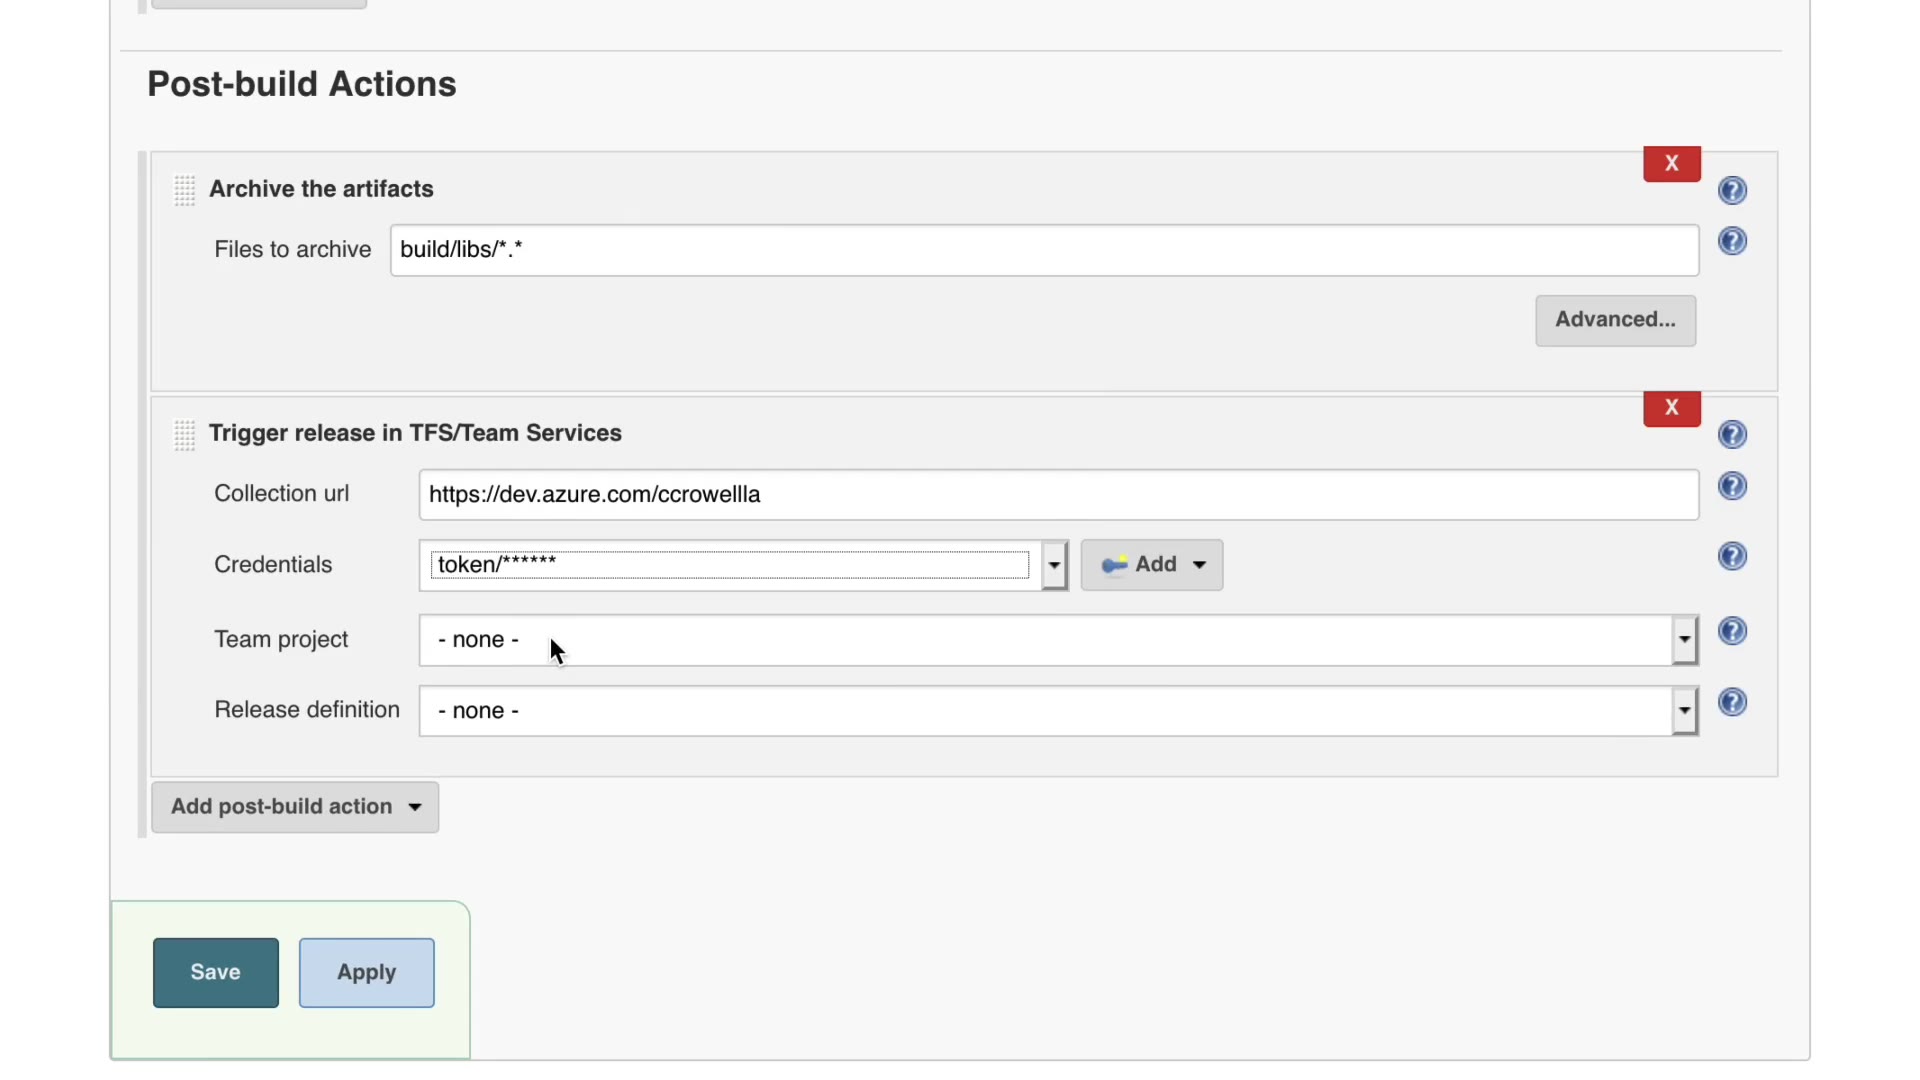 Post-build Actions
X
Archive the artifacts
Files to archive build/libs/*.*
Advanced...
X
Trigger release in TFS/Team Services
Collection url https://dev.azure.com/ccrowellla
Credentials token/****** Add
Team project - none -
Release definition - none -
Add post-build action
Save Apply